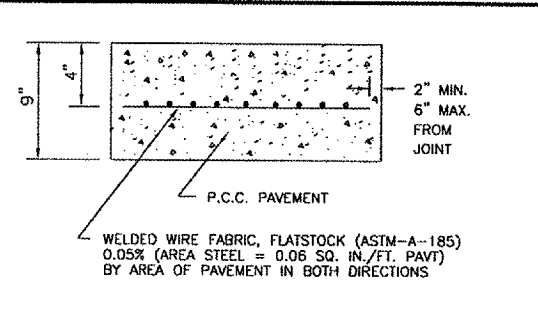 9"
4"
2" MIN.
6" MAX.
FROM
JOINT
P.C.C. PAVEMENT
WELDED WIRE FABRIC, FLATSTOCK (ASTM-A-185)
0.05% (AREA STEEL = 0.06 SQ. IN./FT. PAVT)
BY AREA OF PAVEMENT IN BOTH DIRECTIONS